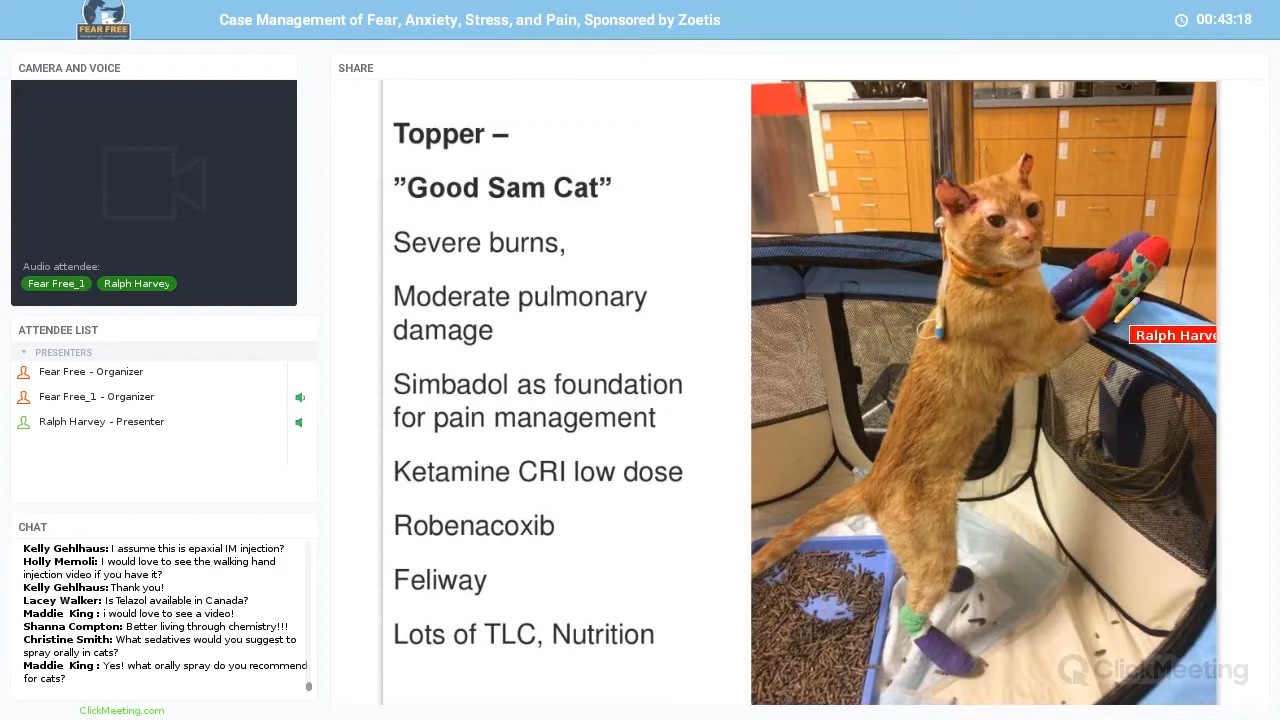 FEAR FREE
Case Management of Fear, Anxiety, Stress, and Pain, Sponsored by Zoetis
00:43:18
CAMERA AND VOICE
Audio attendee:
Fear Free_1
Ralph Harvey
ATTENDEE LIST
PRESENTERS
Fear Free - Organizer
Fear Free_1 - Organizer
Ralph Harvey - Presenter
CHAT
Kelly Gehlhaus: I assume this is epaxial IM injection?
Holly Memoli: I would love to see the walking hand
injection video if you have it?
Kelly Gehlhaus: Thank you!
Lacey Walker: Is Telazol available in Canada?
Maddie King : i would love to see a video!
Shanna Compton: Better living through chemistry!!!
Christine Smith: What sedatives would you suggest to
spray orally in cats?
Maddie King : Yes! what orally spray do you recommend
for cats?
ClickMeeting.com
SHARE
Topper –
”Good Sam Cat”
Severe burns,
Moderate pulmonary
damage
Simbadol as foundation
for pain management
Ketamine CRI low dose
Robenacoxib
Feliway
Lots of TLC, Nutrition
Ralph Harve
ClickMeeting